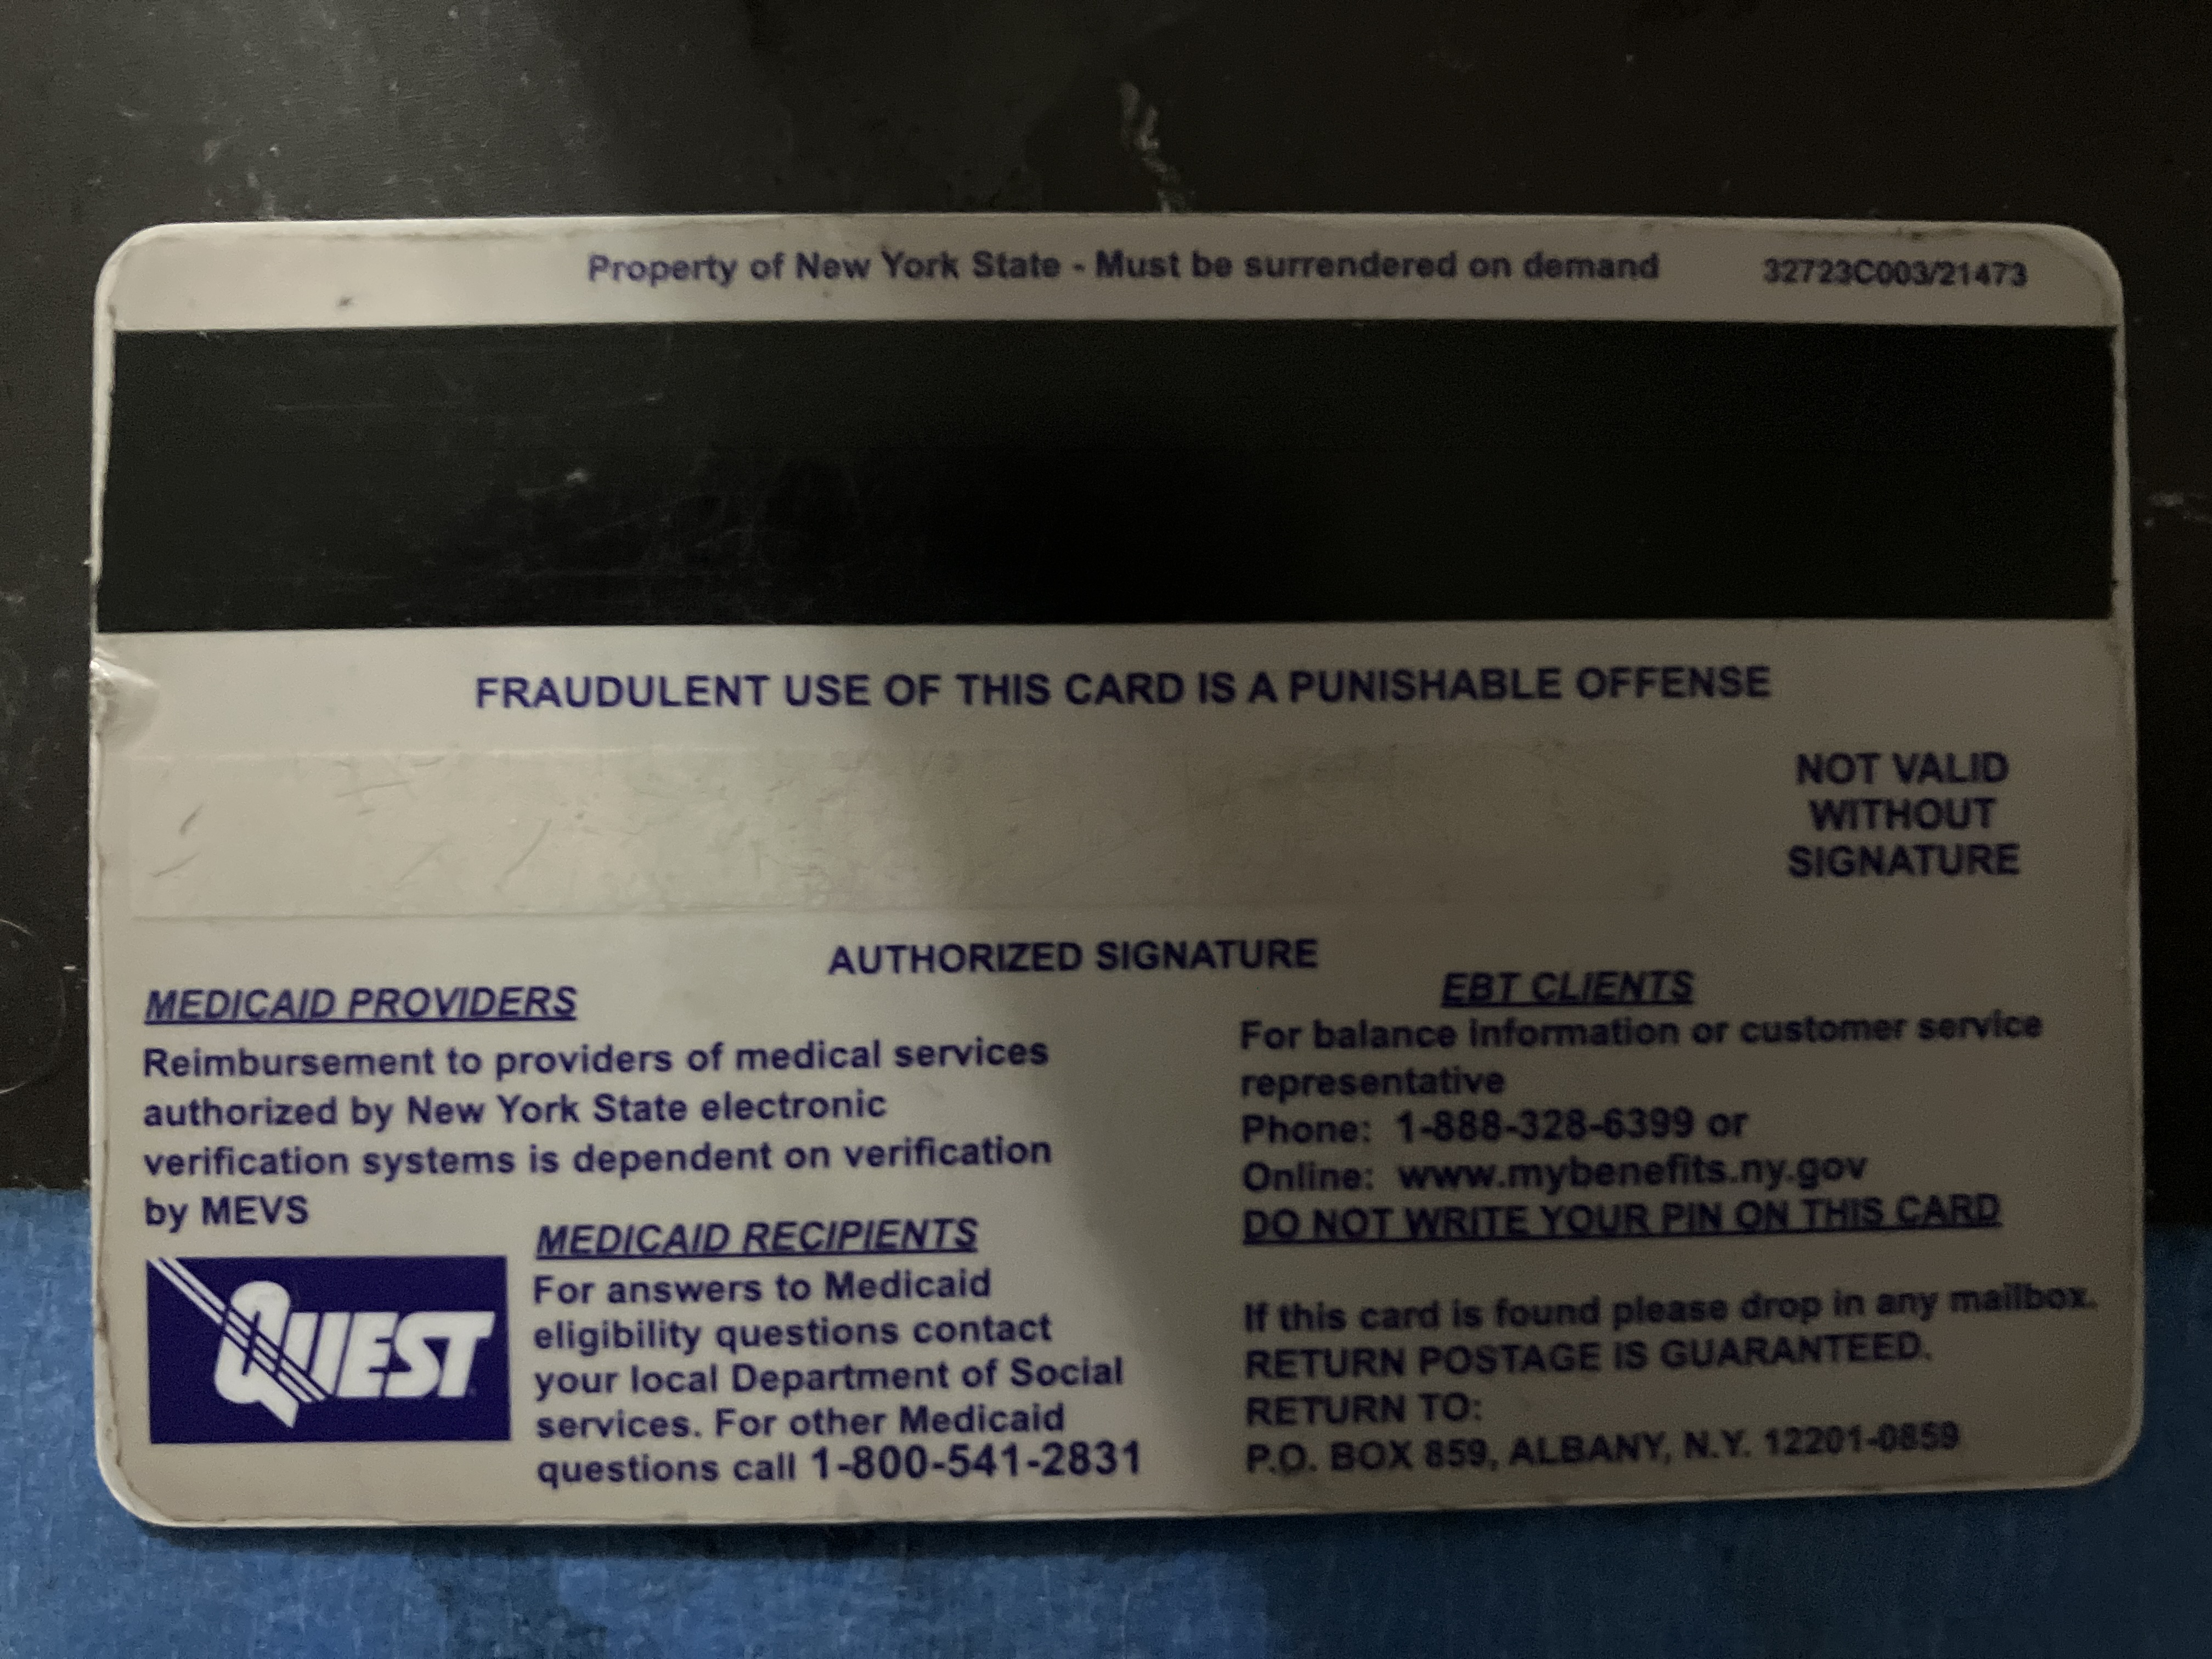 Property of New York State - Must be surrendered on demand 32723C003/21473
FRAUDULENT USE OF THIS CARD IS A PUNISHABLE OFFENSE
NOT VALID
WITHOUT
SIGNATURE
AUTHORIZED SIGNATURE
MEDICAID PROVIDERS
Reimbursement to providers of medical services
authorized by New York State electronic
verification systems is dependent on verification
by MEVS
QUEST
MEDICAID RECIPIENTS
For answers to Medicaid
eligibility questions contact
your local Department of Social
services. For other Medicaid
questions call 1-800-541-2831
EBT CLIENTS
For balance information or customer service
representative
Phone: 1-888-328-6399 or
Online: www.mybenefits.ny.gov
DO NOT WRITE YOUR PIN ON THIS CARD
If this card is found please drop in any mailbox.
RETURN POSTAGE IS GUARANTEED.
RETURN TO:
P.O. BOX 859, ALBANY, N.Y. 12201-0859